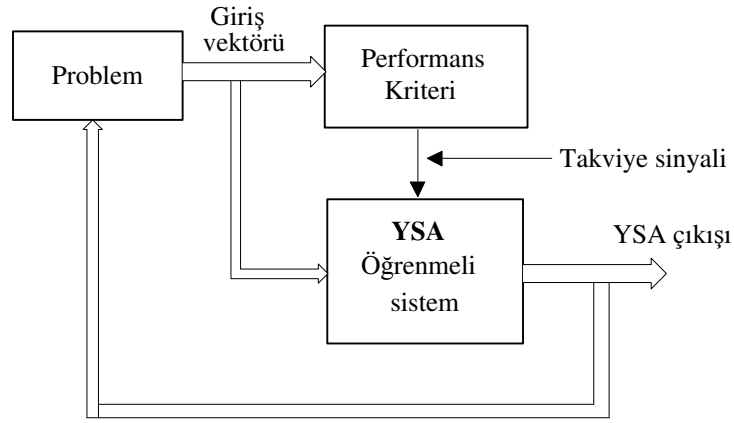 Giriş
vektörü
Problem
Performans
Kriteri
Takviye sinyali
YSA
Öğrenmeli
sistem
YSA çıkışı